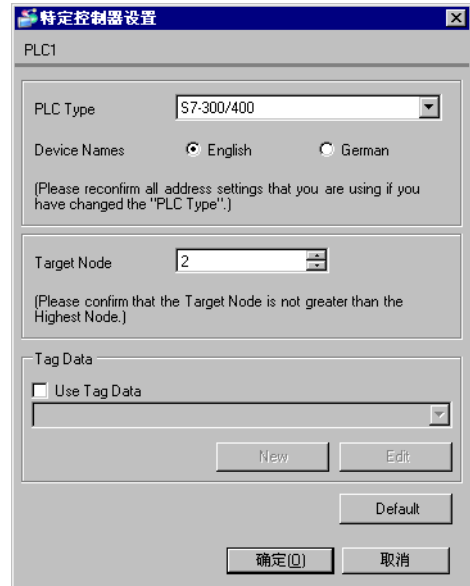 特定控制器设置
PLC1
PLC Type
S7-300/400
Device Names
English
German
(Please reconfirm all address settings that you are using if you
have changed the "PLC Type".)
Target Node
2
(Please confirm that the Target Node is not greater than the
Highest Node.)
Tag Data
Use Tag Data
New
Edit
Default
确定(O)
取消